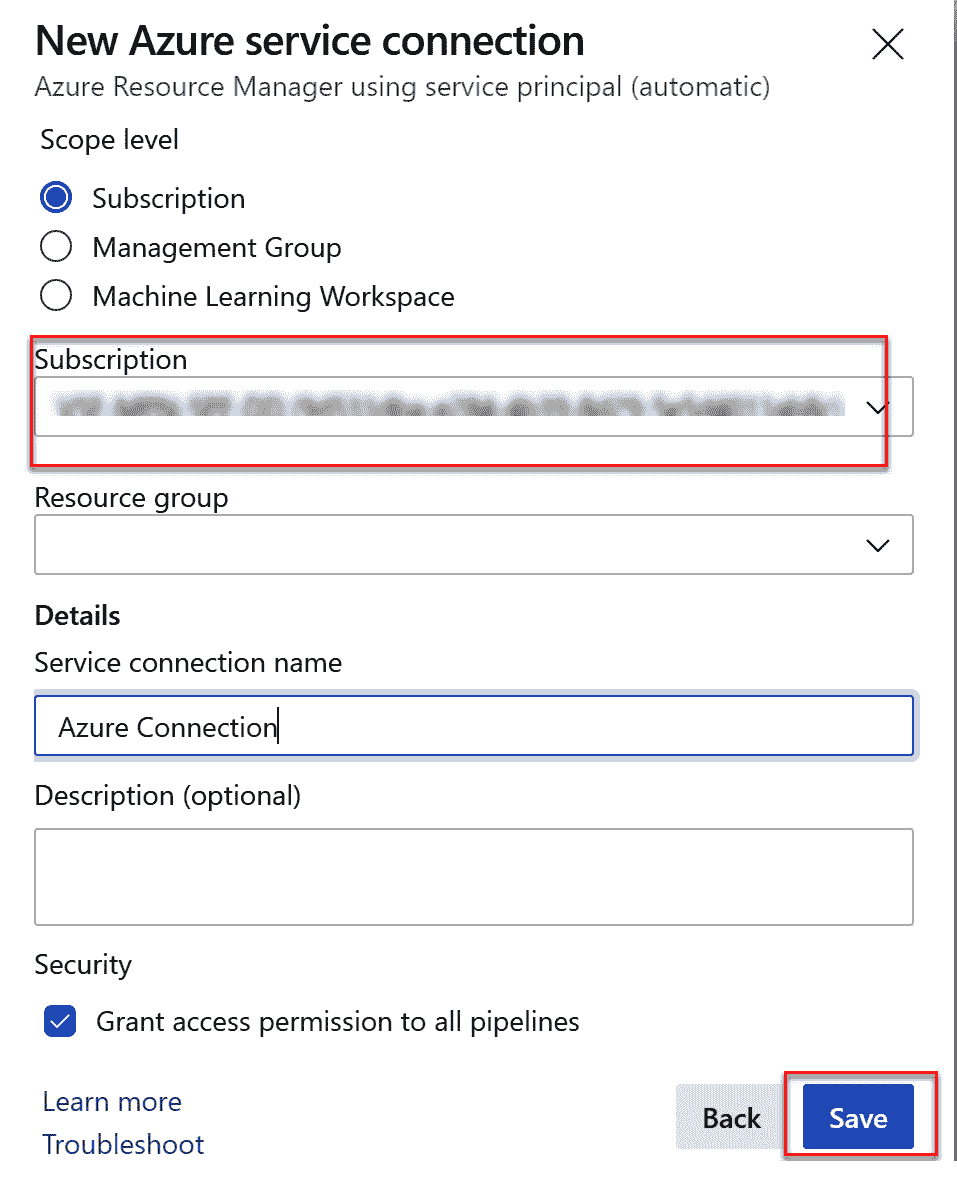 New Azure service connection
Azure Resource Manager using service principal (automatic)
Scope level
Subscription
Management Group
Machine Learning Workspace
Subscription
Resource group
Details
Service connection name
Azure Connection
Description (optional)
Security
Grant access permission to all pipelines
Learn more
Back Save
Troubleshoot